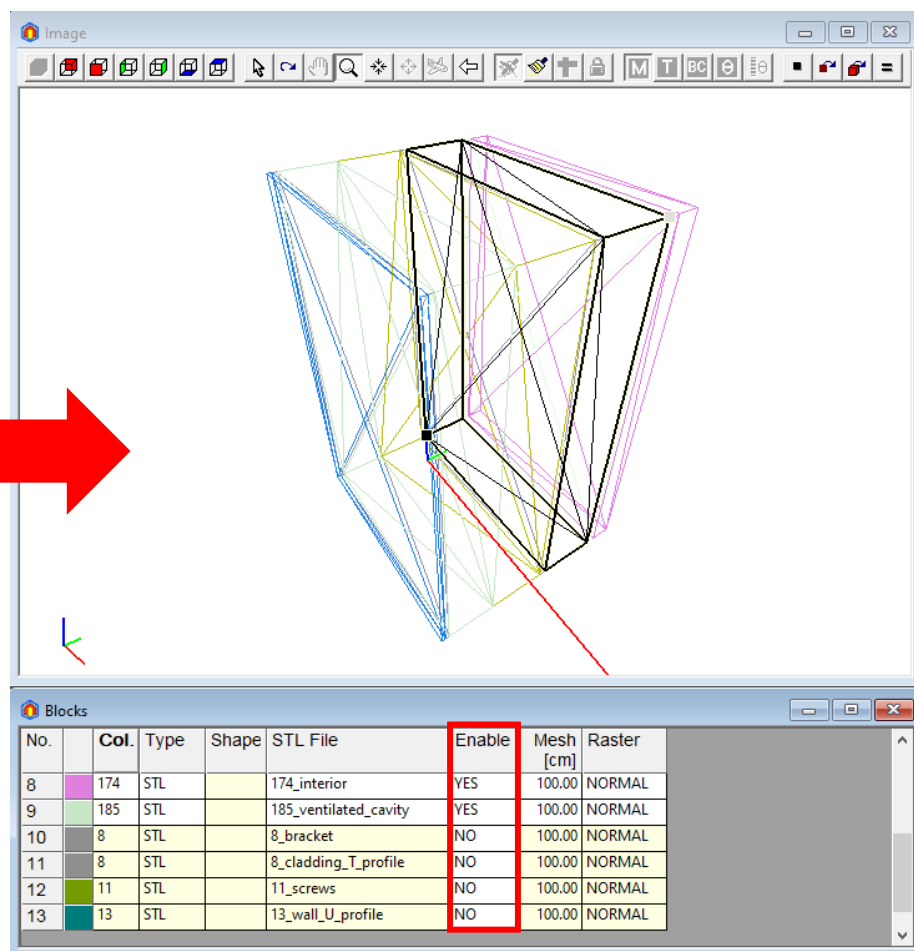 Image
M T BC θ θ
Blocks
No. Col. Type Shape STL File Enable Mesh [cm] Raster
8 174 STL 174_interior YES 100.00 NORMAL
9 185 STL 185_ventilated_cavity YES 100.00 NORMAL
10 8 STL 8_bracket NO 100.00 NORMAL
11 8 STL 8_cladding_T_profile NO 100.00 NORMAL
12 11 STL 11_screws NO 100.00 NORMAL
13 13 STL 13_wall_U_profile NO 100.00 NORMAL